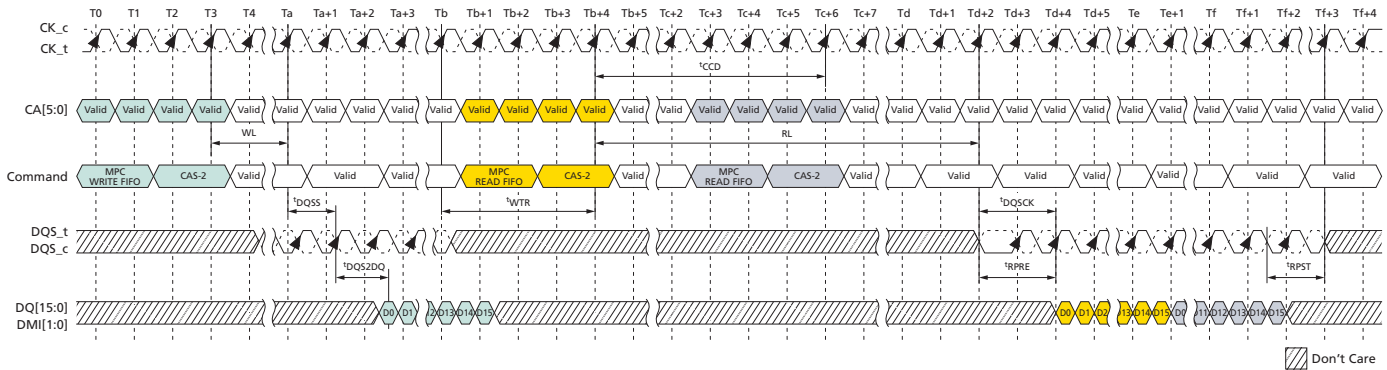 T0 T1 T2 T3 T4 Ta Ta+1 Ta+2 Ta+3 Tb Tb+1 Tb+2 Tb+3 Tb+4 Tb+5 Tc+2 Tc+3 Tc+4 Tc+5 Tc+6 Tc+7 Td Td+1 Td+2 Td+3 Td+4 Td+5 Te Te+1 Tf Tf+1 Tf+2 Tf+3 Tf+4
CK_c
CK_t
tCCD
CA[5:0] Valid Valid Valid Valid Valid Valid Valid Valid Valid Valid Valid Valid Valid Valid Valid Valid Valid Valid Valid Valid Valid Valid Valid Valid Valid Valid Valid Valid Valid Valid Valid Valid Valid Valid
WL RL
Command MPC WRITE FIFO CAS-2 Valid Valid Valid MPC READ FIFO CAS-2 Valid MPC READ FIFO CAS-2 Valid Valid Valid Valid Valid Valid
tDQSS tWTR tDQSCK
DQS_t
DQS_c
tDQS2DQ tRPRE tRPST
DQ[15:0] D0 D1 D13 D14 D15 D0 D1 D2 D13 D14 D15 D0 D11 D12 D13 D14 D15
DMI[1:0]
Don't Care